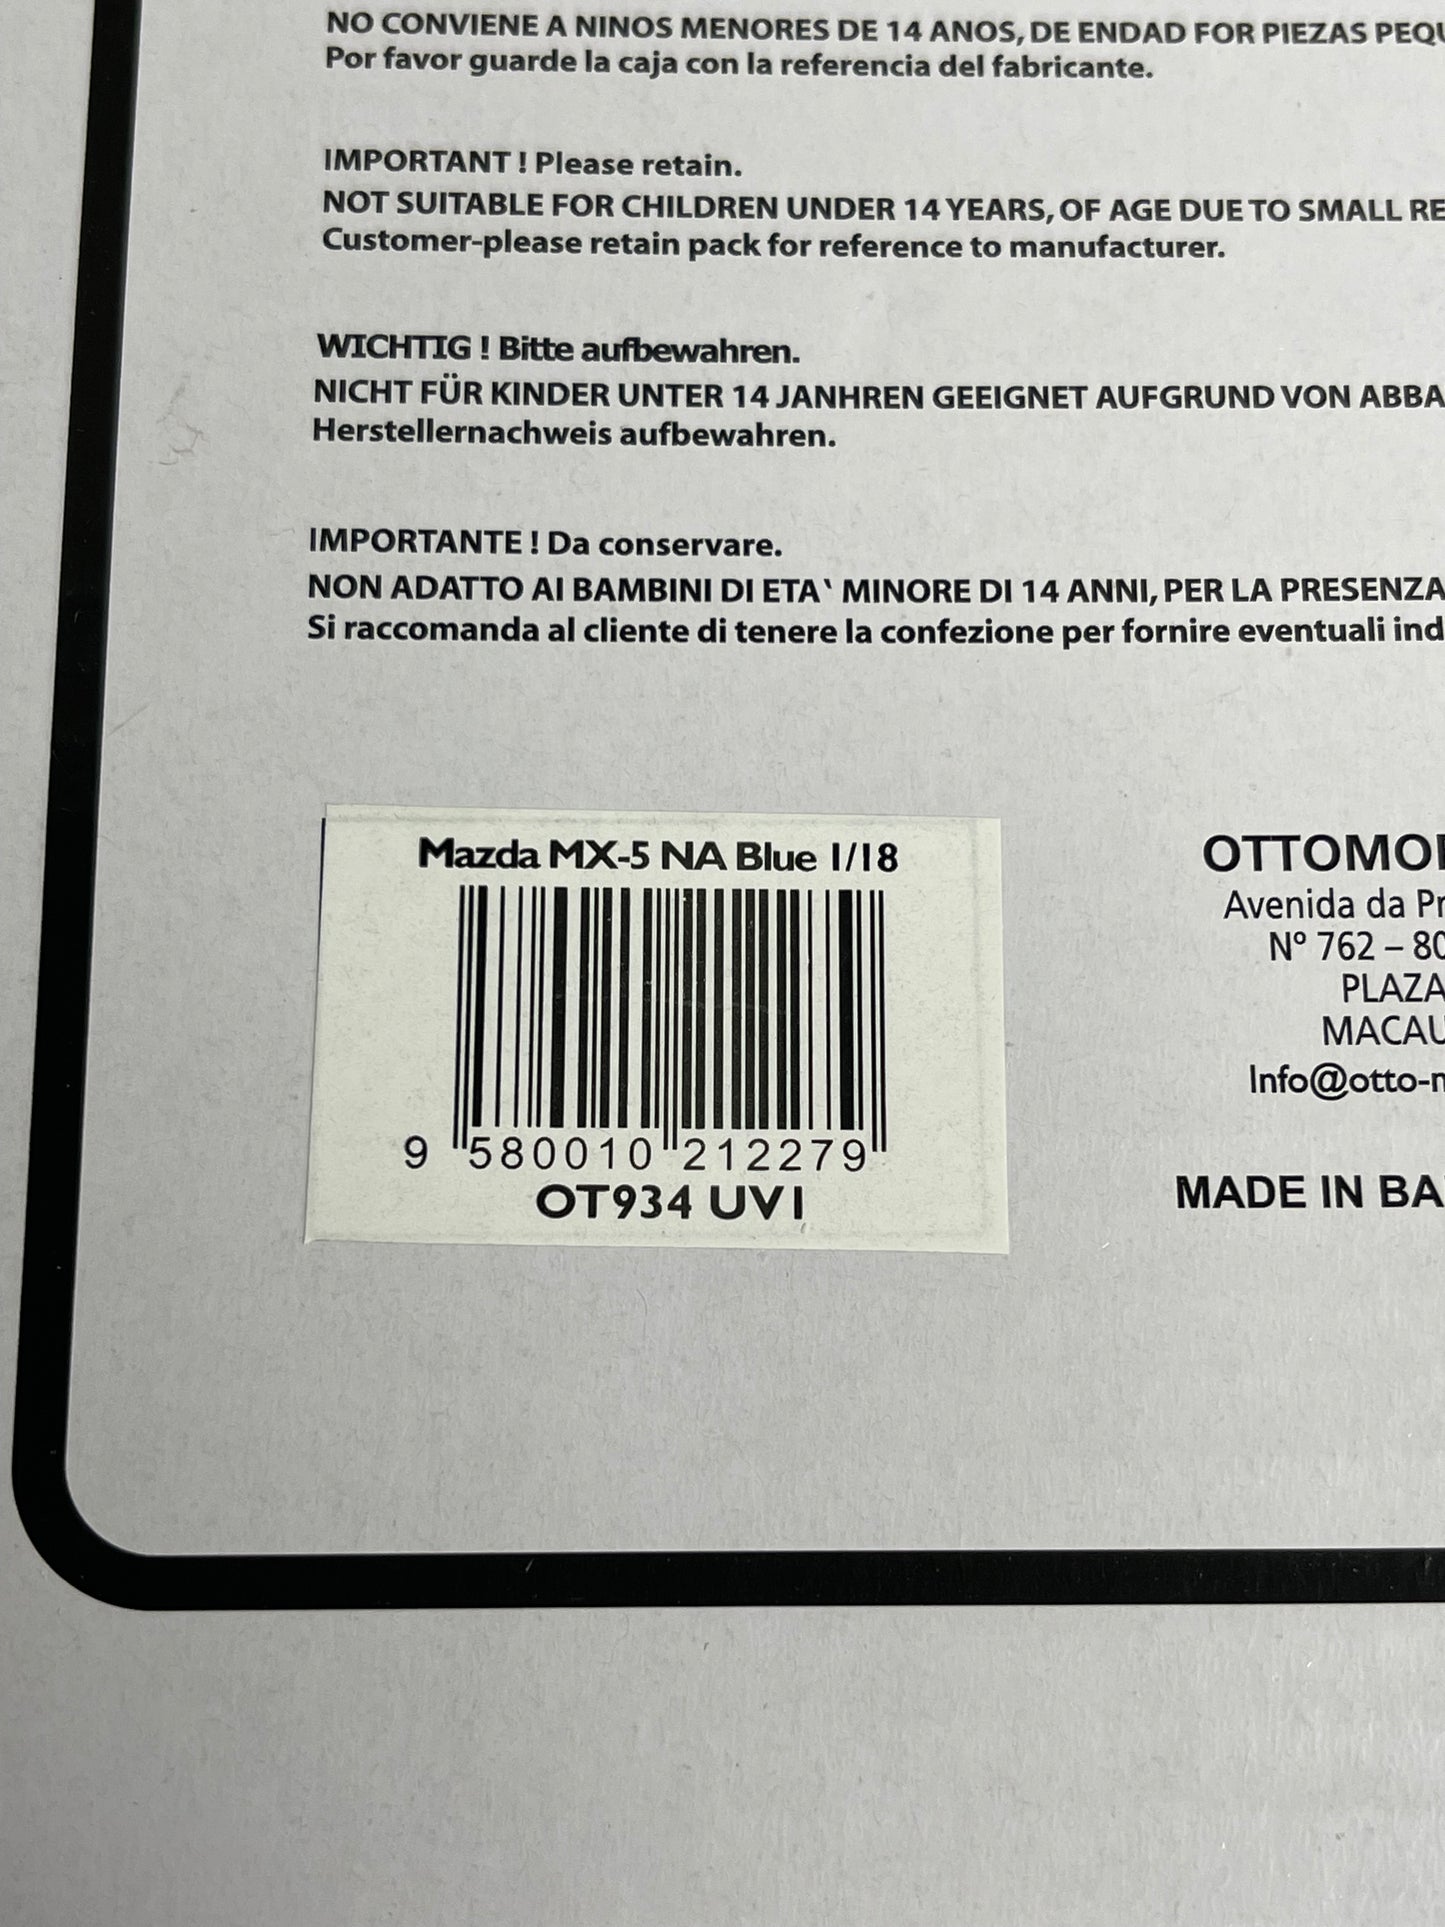 NO CONVIENE A NINOS MENORES DE 14 ANOS, DE ENDAD FOR PIEZAS PEQU
Por favor guarde la caja con la referencia del fabricante.
IMPORTANT ! Please retain.
NOT SUITABLE FOR CHILDREN UNDER 14 YEARS, OF AGE DUE TO SMALL RE
Customer-please retain pack for reference to manufacturer.
WICHTIG ! Bitte aufbewahren.
NICHT FÜR KINDER UNTER 14 JANHREN GEEIGNET AUFGRUND VON ABBA
Herstellernachweis aufbewahren.
IMPORTANTE ! Da conservare.
NON ADATTO AI BAMBINI DI ETA` MINORE DI 14 ANNI, PER LA PRESENZA
Si raccomanda al cliente di tenere la confezione per fornire eventuali ind
Mazda MX-5 NA Blue 1/18
9 580010 212279
OT934 UV1
OTTOMO
Avenida da Pr
Nº 762 – 80
PLAZA
MACAU
Info@otto-m
MADE IN BA